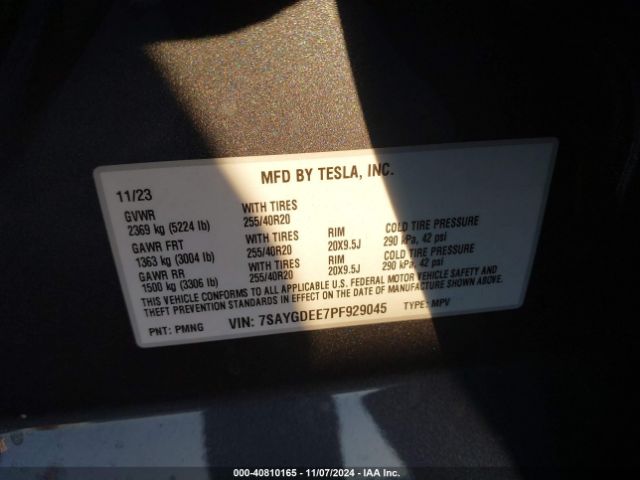 MFD BY TESLA, INC.
11/23
GVWR WITH TIRES
2369 kg (5224 lb) 255/40R20
GAWR FRT WITH TIRES RIM COLD TIRE PRESSURE
1363 kg (3004 lb) 255/40R20 20X9.5J 290 kPa, 42 psi
GAWR RR WITH TIRES RIM COLD TIRE PRESSURE
1500 kg (3306 lb) 255/40R20 20X9.5J 290 kPa, 42 psi
THIS VEHICLE CONFORMS TO ALL APPLICABLE U.S. FEDERAL MOTOR VEHICLE SAFETY AND
THEFT PREVENTION STANDARDS IN EFFECT ON THE DATE OF MANUFACTURE SHOWN ABOVE.
PNT: PMNG VIN: 7SAYGDEE7PF929045 TYPE: MPV
000-40810165 - 11/07/2024 - IAA Inc.